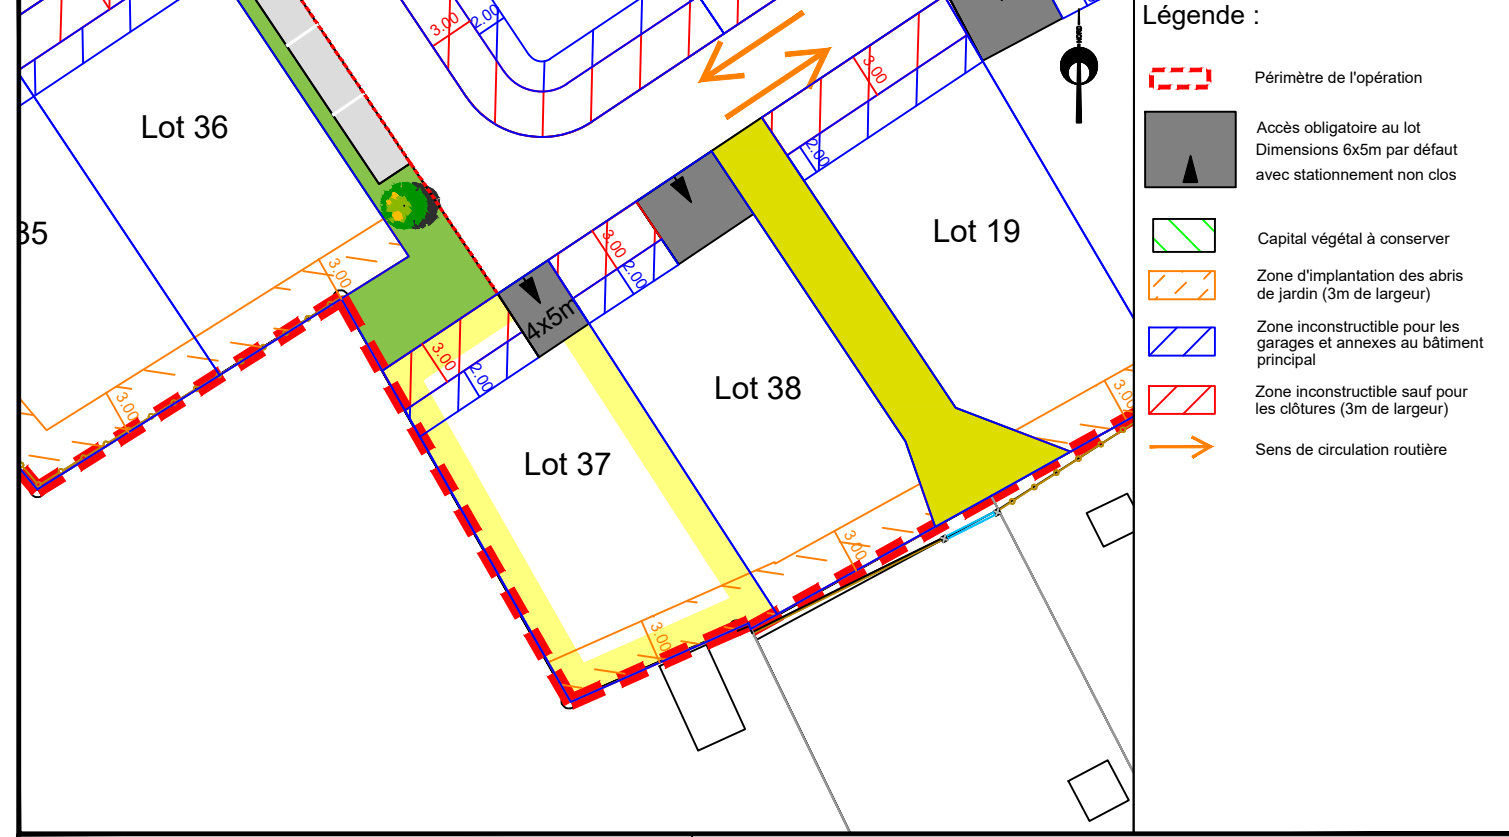 3.00
2.00
Légende :
NORD
Périmètre de l'opération
3.00
Lot 36
Accès obligatoire au lot
Dimensions 6x5m par défaut
avec stationnement non clos
2.00
35
Lot 19
3.00
2.00
Capital végétal à conserver
3.00
Zone d'implantation des abris
de jardin (3m de largeur)
4x5m
Zone inconstructible pour les
garages et annexes au bâtiment
principal
3.00
2.00
Lot 38
3.00
3.00
Zone inconstructible sauf pour
les clôtures (3m de largeur)
Lot 37
Sens de circulation routière
3.00
3.00